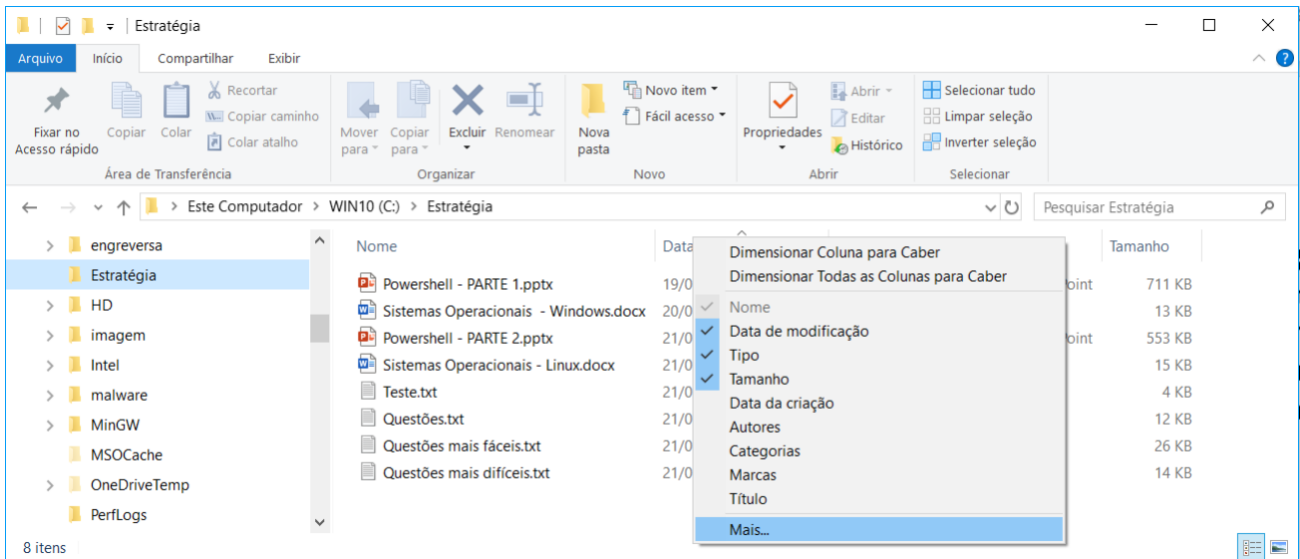 Estratégia
Arquivo Início Compartilhar Exibir
Fixar no Acesso rápido
Copiar
Colar
Recortar
Copiar caminho
Colar atalho
Área de Transferência
Mover para
Copiar para
Excluir
Renomear
Organizar
Nova pasta
Novo item
Fácil acesso
Novo
Propriedades
Abrir
Editar
Histórico
Abrir
Selecionar tudo
Limpar seleção
Inverter seleção
Selecionar
Este Computador > WIN10 (C:) > Estratégia
Pesquisar Estratégia
engreversa
Estratégia
HD
imagem
Intel
malware
MinGW
MSOCache
OneDriveTemp
PerfLogs
Nome Data Tamanho
Powershell - PARTE 1.pptx 19/0 oint 711 KB
Sistemas Operacionais - Windows.docx 20/0 13 KB
Powershell - PARTE 2.pptx 21/0 oint 553 KB
Sistemas Operacionais - Linux.docx 21/0 15 KB
Teste.txt 21/0 4 KB
Questões.txt 21/0 12 KB
Questões mais fáceis.txt 21/0 26 KB
Questões mais difíceis.txt 21/0 14 KB
Dimensionar Coluna para Caber
Dimensionar Todas as Colunas para Caber
Nome
Data de modificação
Tipo
Tamanho
Data da criação
Autores
Categorias
Marcas
Título
Mais...
8 itens